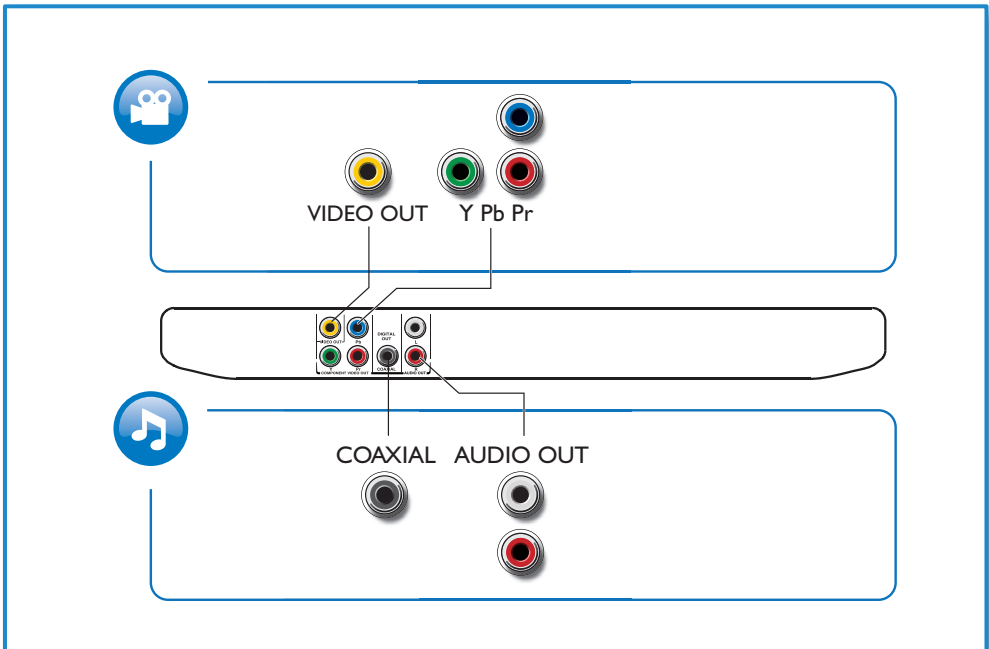 VIDEO OUT
Y Pb Pr
DIGITAL
OUT
VIDEO OUT
Pb
L
Y
Pr
COAXIAL
R
COMPONENT VIDEO OUT
AUDIO OUT
COAXIAL
AUDIO OUT